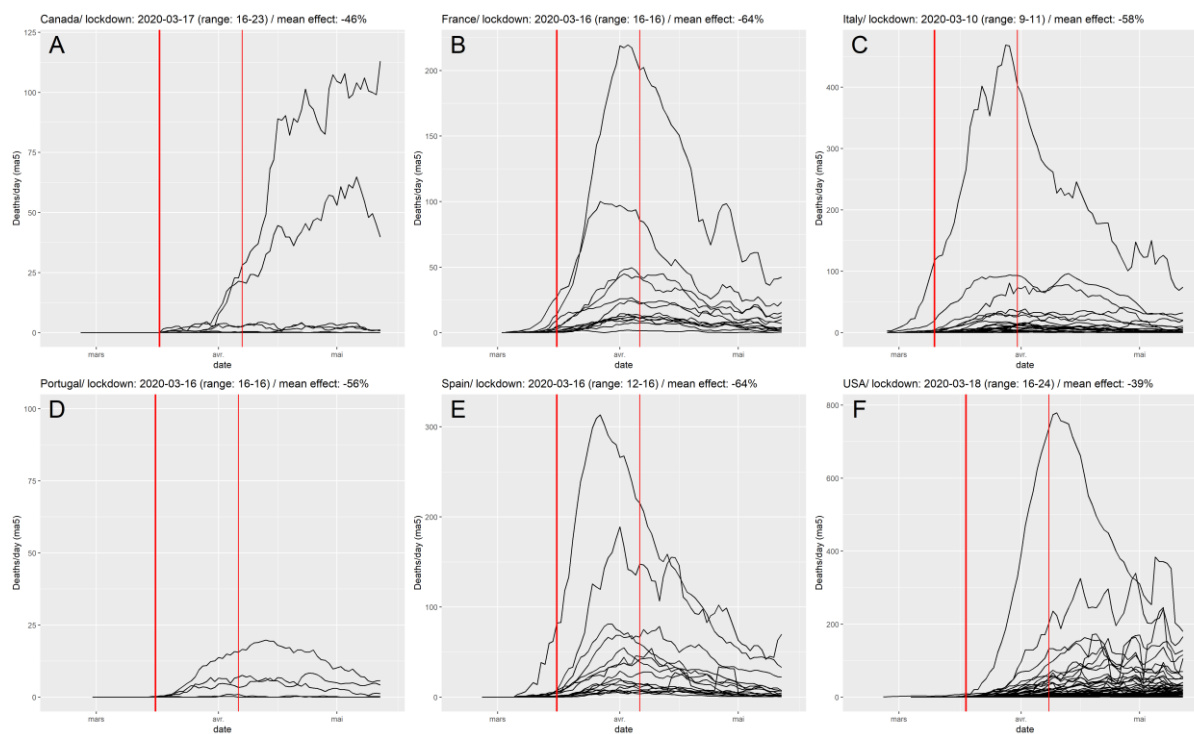 Canada/ lockdown: 2020-03-17 (range: 16-23) / mean effect: -46%
A
125
100
75
50
25
0
Deaths/day (ma5)
mars
avr.
mai
date
France/ lockdown: 2020-03-16 (range: 16-16) / mean effect: -64%
B
200
150
100
50
0
Deaths/day (ma5)
mars
avr.
mai
date
Italy/ lockdown: 2020-03-10 (range: 9-11) / mean effect: -58%
C
400
300
200
100
0
Deaths/day (ma5)
mars
avr.
mai
date
Portugal/ lockdown: 2020-03-16 (range: 16-16) / mean effect: -56%
D
100
75
50
25
0
Deaths/day (ma5)
mars
avr.
mai
date
Spain/ lockdown: 2020-03-16 (range: 12-16) / mean effect: -64%
E
300
200
100
0
Deaths/day (ma5)
mars
avr.
mai
date
USA/ lockdown: 2020-03-18 (range: 16-24) / mean effect: -39%
F
800
600
400
200
0
Deaths/day (ma5)
mars
avr.
mai
date